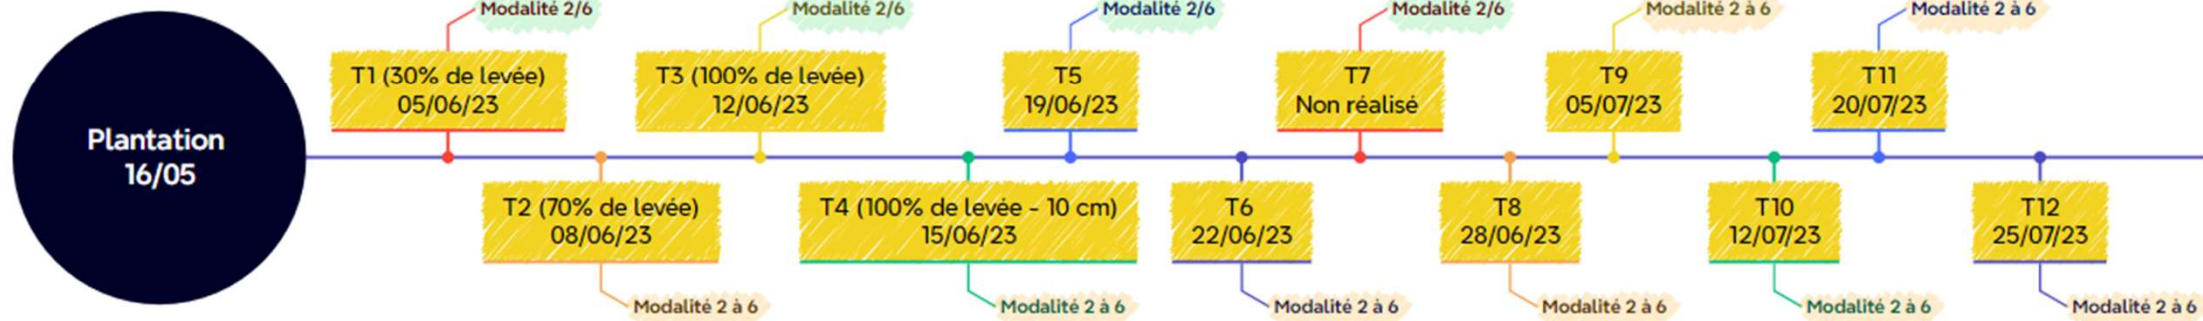 Plantation
16/05
Modalité 2/6
T1 (30% de levée)
05/06/23
T2 (70% de levée)
08/06/23
Modalité 2 à 6
Modalité 2/6
T3 (100% de levée)
12/06/23
T4 (100% de levée - 10 cm)
15/06/23
Modalité 2 à 6
Modalité 2/6
T5
19/06/23
T6
22/06/23
Modalité 2 à 6
Modalité 2/6
T7
Non réalisé
T8
28/06/23
Modalité 2 à 6
Modalité 2 à 6
T9
05/07/23
T10
12/07/23
Modalité 2 à 6
Modalité 2 à 6
T11
20/07/23
T12
25/07/23
Modalité 2 à 6